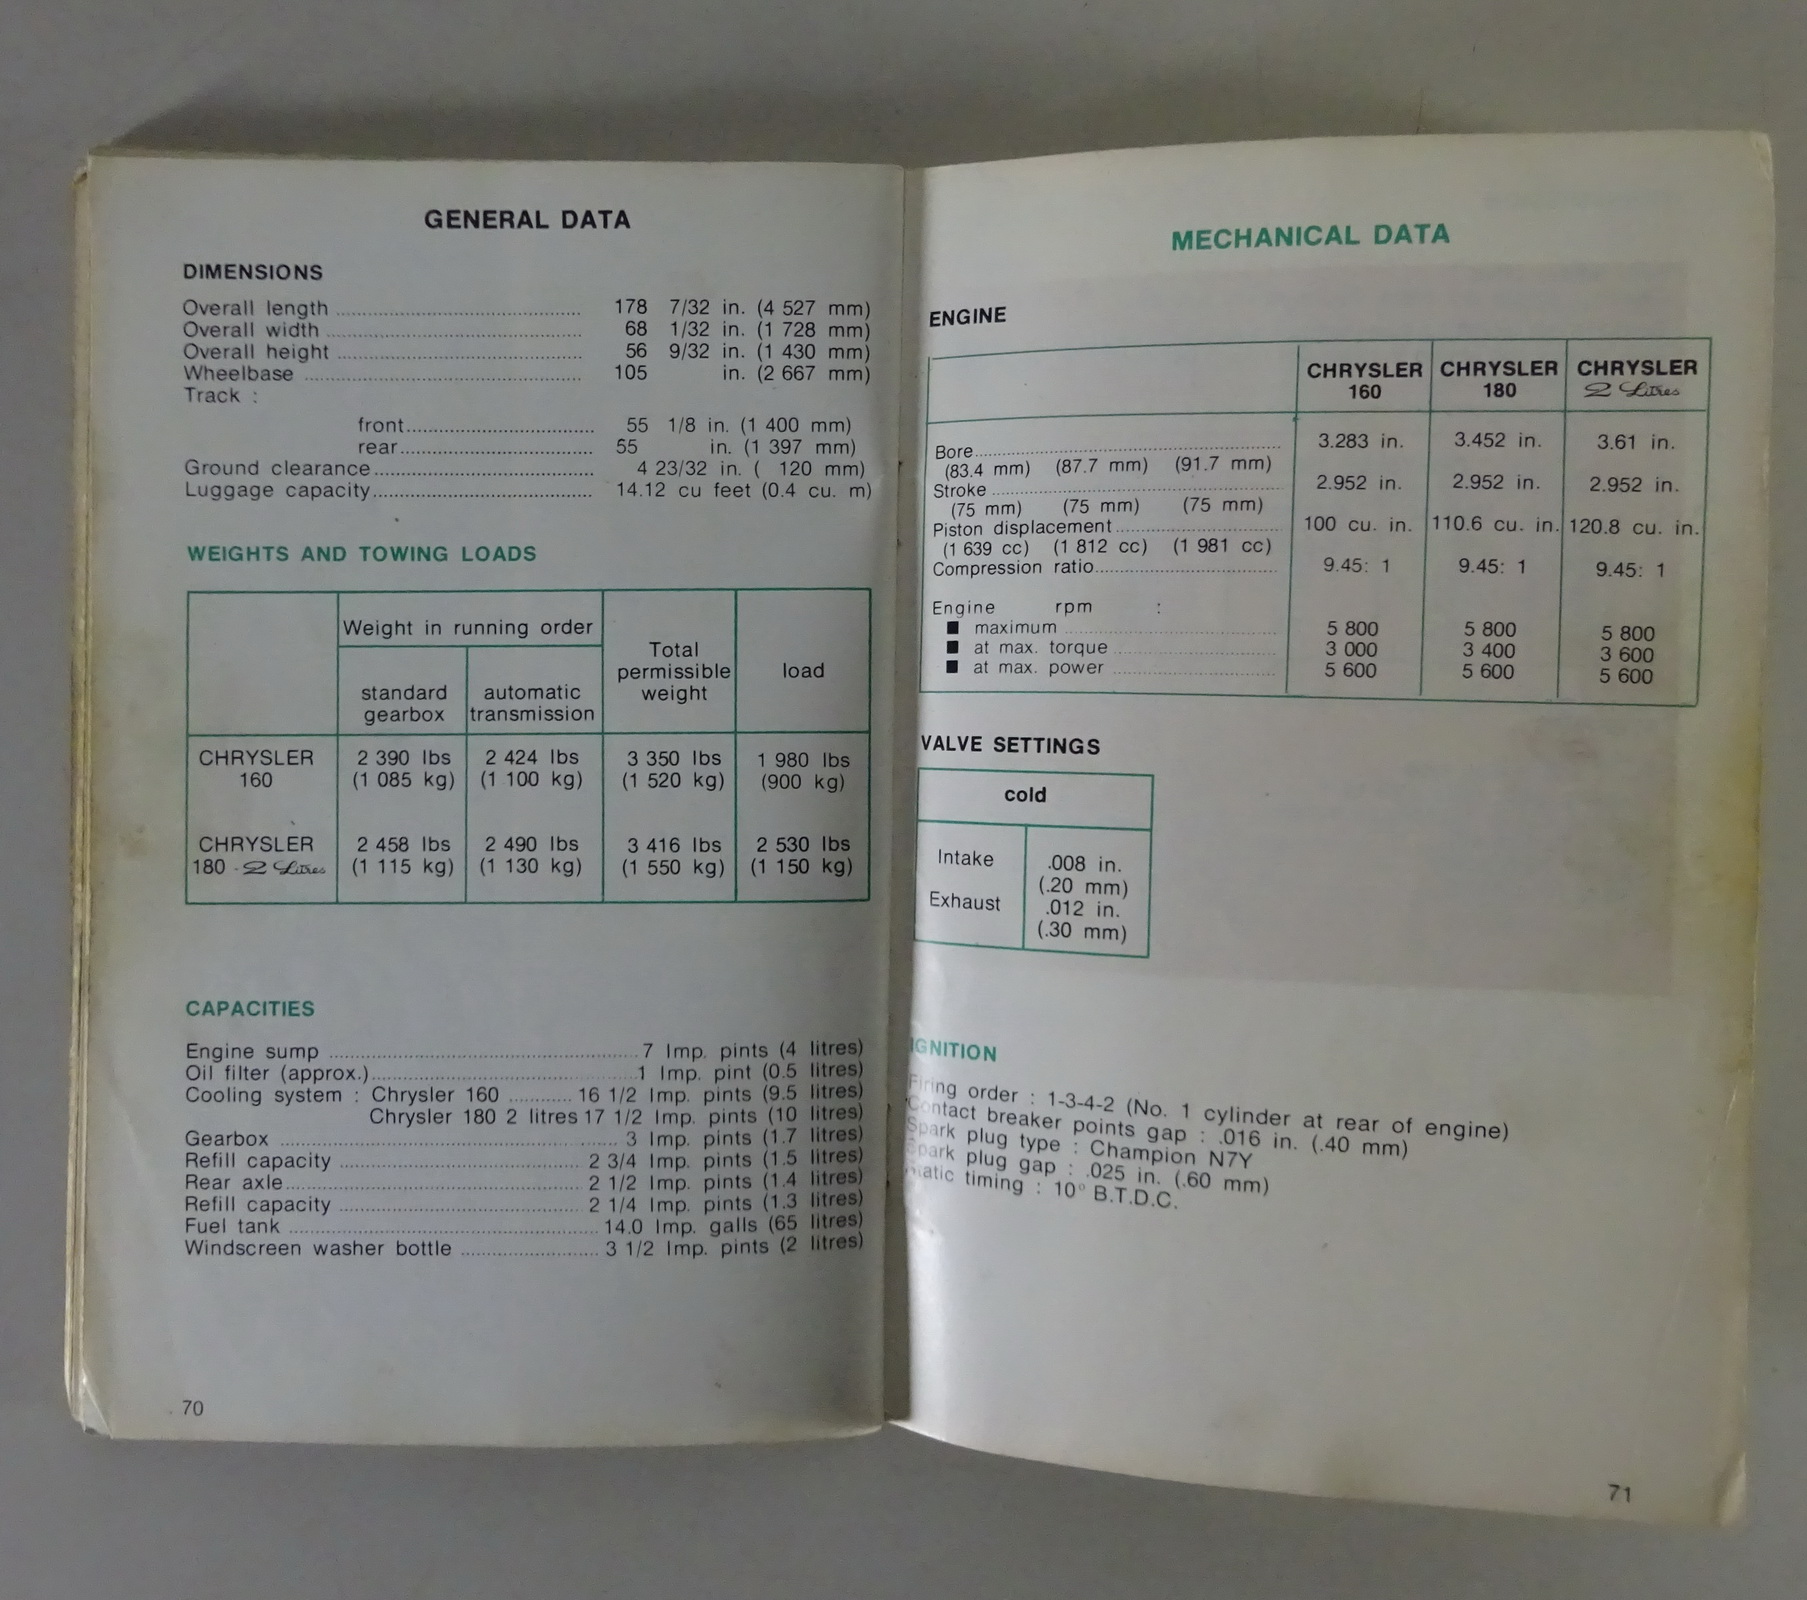 GENERAL DATA
DIMENSIONS
Overall length ........ 178 7/32 in. (4 527 mm)
Overall width ........ 68 1/32 in. (1 728 mm)
Overall height ........ 56 9/32 in. (1 430 mm)
Wheelbase ........ 105 in. (2 667 mm)
Track :
front ........ 55 1/8 in. (1 400 mm)
rear ........ 55 in. (1 397 mm)
Ground clearance ........ 4 23/32 in. ( 120 mm)
Luggage capacity ........ 14.12 cu feet (0.4 cu. m)
WEIGHTS AND TOWING LOADS
Weight in running order
Total permissible weight
load
standard gearbox
automatic transmission
CHRYSLER 2 390 lbs 2 424 lbs 3 350 lbs 1 980 lbs
160 (1 085 kg) (1 100 kg) (1 520 kg) (900 kg)
CHRYSLER 2 458 lbs 2 490 lbs 3 416 lbs 2 530 lbs
180 - 2 Litres (1 115 kg) (1 130 kg) (1 550 kg) (1 150 kg)
CAPACITIES
Engine sump ........ 7 Imp. pints (4 litres)
Oil filter (approx.) ........ 1 Imp. pint (0.5 litres)
Cooling system : Chrysler 160 ........ 16 1/2 Imp. pints (9.5 litres)
Chrysler 180 2 litres 17 1/2 Imp. pints (10 litres)
Gearbox ........ 3 Imp. pints (1.7 litres)
Refill capacity ........ 2 3/4 Imp. pints (1.5 litres)
Rear axle ........ 2 1/2 Imp. pints (1.4 litres)
Refill capacity ........ 2 1/4 Imp. pints (1.3 litres)
Fuel tank ........ 14.0 Imp. galls (65 litres)
Windscreen washer bottle ........ 3 1/2 Imp. pints (2 litres)
70
MECHANICAL DATA
ENGINE
CHRYSLER CHRYSLER CHRYSLER
160 180 2 Litres
Bore ........ 3.283 in. 3.452 in. 3.61 in.
(83.4 mm) (87.7 mm) (91.7 mm)
Stroke ........ 2.952 in. 2.952 in. 2.952 in.
(75 mm) (75 mm) (75 mm)
Piston displacement ........ 100 cu. in. 110.6 cu. in. 120.8 cu. in.
(1 639 cc) (1 812 cc) (1 981 cc)
Compression ratio ........ 9.45: 1 9.45: 1 9.45: 1
Engine rpm :
■ maximum ........ 5 800 5 800 5 800
■ at max. torque ........ 3 000 3 400 3 600
■ at max. power ........ 5 600 5 600 5 600
VALVE SETTINGS
cold
Intake .008 in.
(.20 mm)
Exhaust .012 in.
(.30 mm)
IGNITION
Firing order : 1-3-4-2 (No. 1 cylinder at rear of engine)
Contact breaker points gap : .016 in. (.40 mm)
Spark plug type : Champion N7Y
Spark plug gap : .025 in. (.60 mm)
Static timing : 10° B.T.D.C.
71